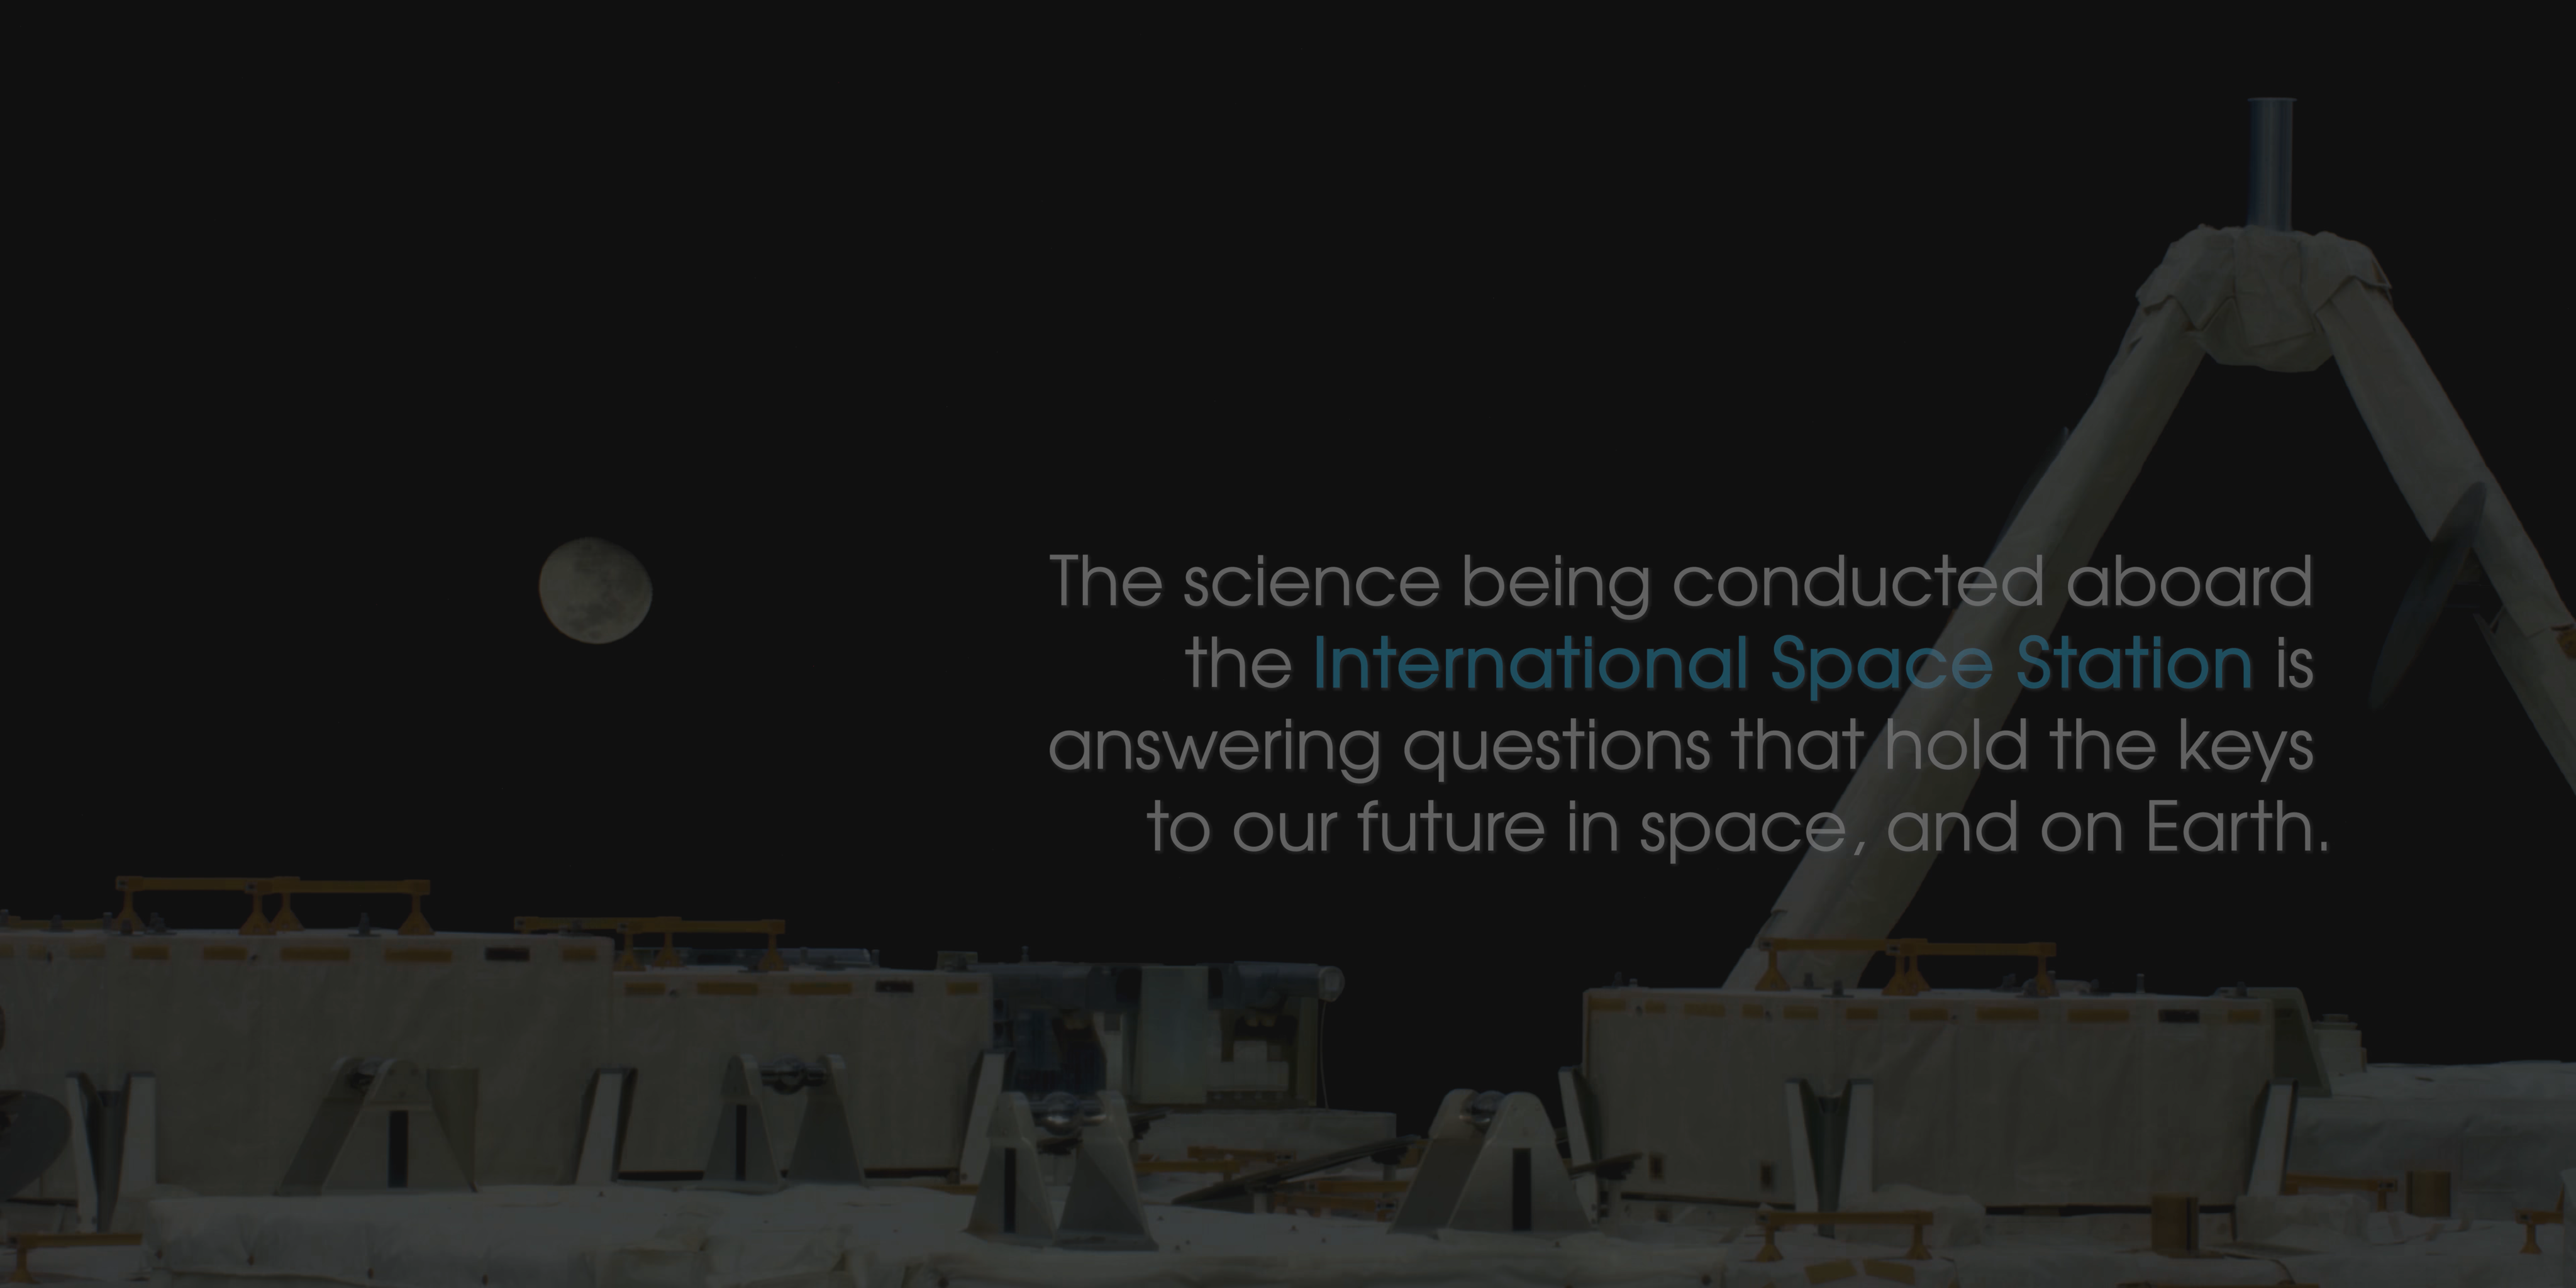 The science being conducted aboard
the International Space Station is
answering questions that hold the keys
to our future in space, and on Earth.